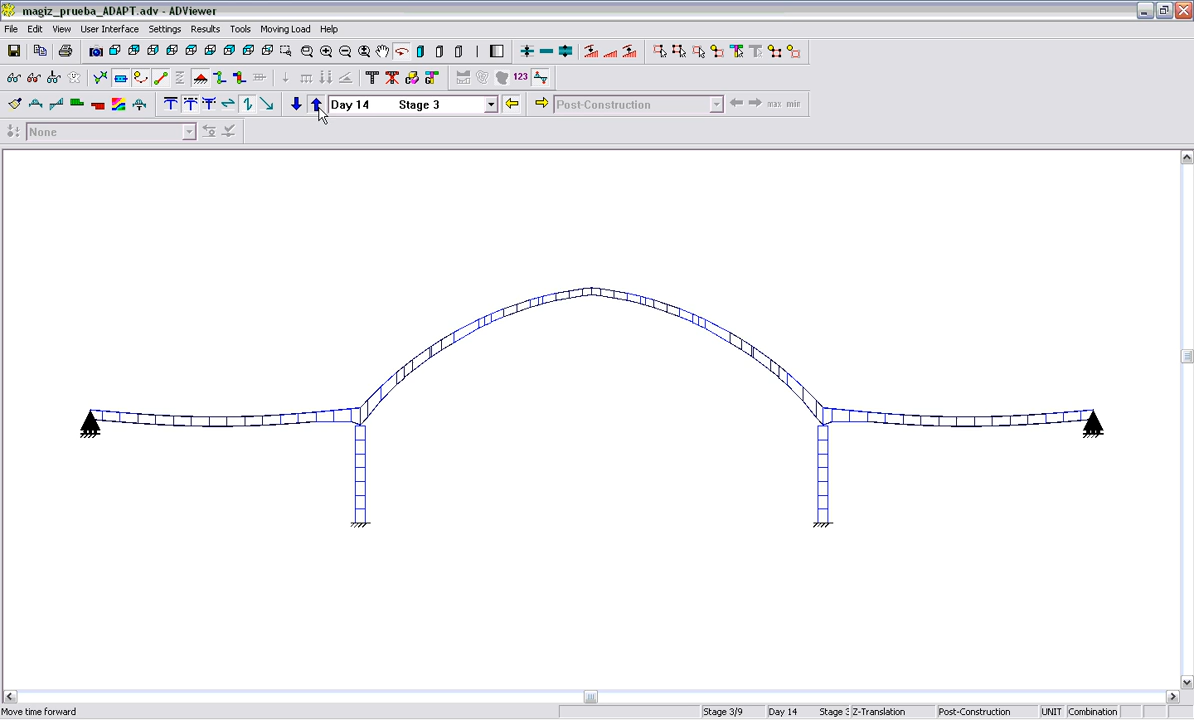 magiz_prueba_ADAPT.adv - ADViewer
File Edit View User Interface Settings Results Tools Moving Load Help
123
Day 14 Stage 3 Post-Construction max min
None
Move time forward Stage 3/9 Day 14 Stage 3 Z-Translation Post-Construction UNIT Combination